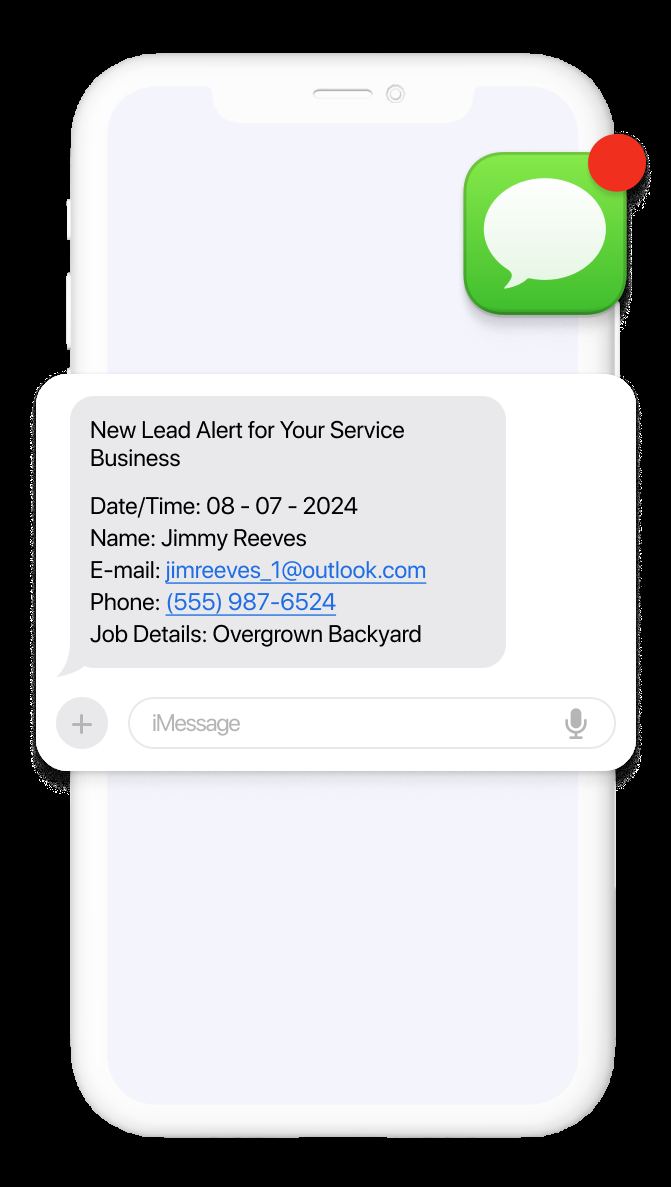 New Lead Alert for Your Service
Business
Date/Time: 08 - 07 - 2024
Name: Jimmy Reeves
E-mail: jimreeves_1@outlook.com
Phone: (555) 987-6524
Job Details: Overgrown Backyard
iMessage